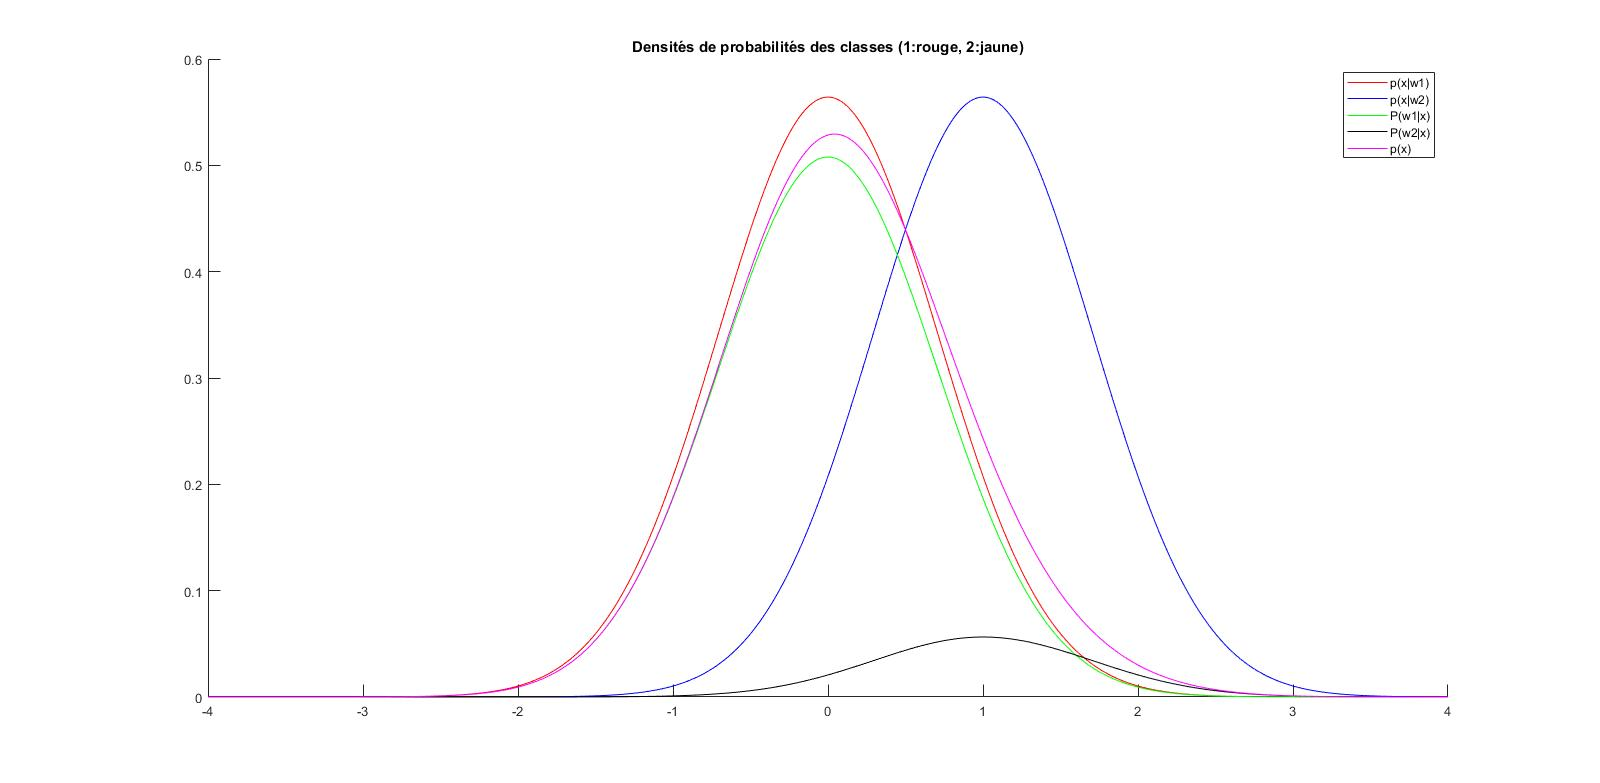 Densités de probabilités des classes (1:rouge, 2:jaune)
0.6
0.5
0.4
0.3
0.2
0.1
0
-4 -3 -2 -1 0 1 2 3 4
p(x|w1)
p(x|w2)
P(w1|x)
P(w2|x)
p(x)